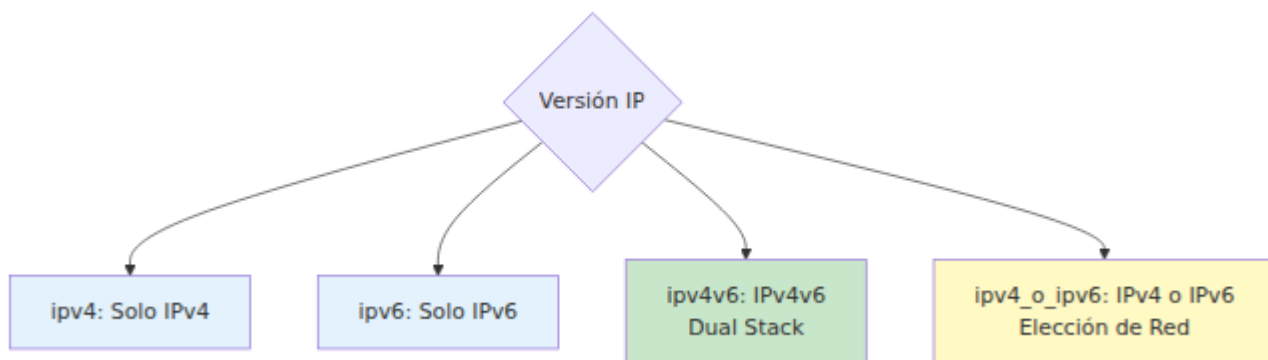 Versión IP
ipv4: Solo IPv4
ipv6: Solo IPv6
ipv4v6: IPv4v6
Dual Stack
ipv4_o_ipv6: IPv4 o IPv6
Elección de Red